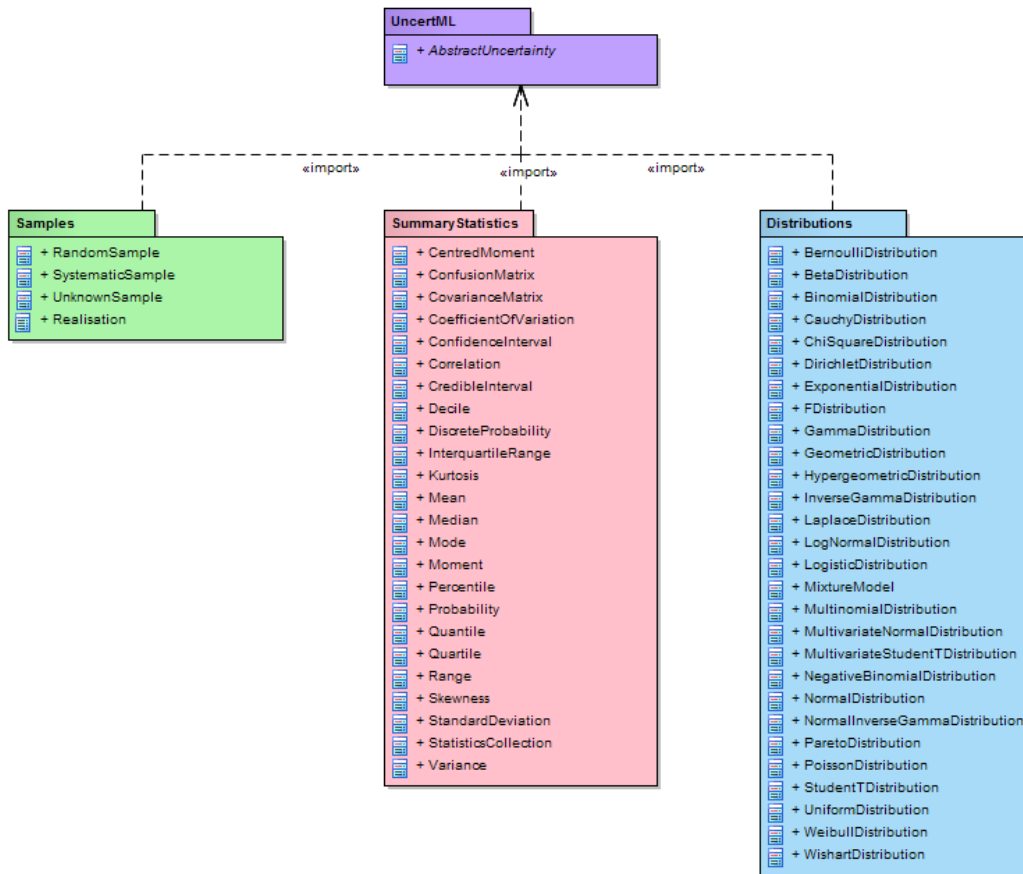 UncertML
+ AbstractUncertainty
«import»
«import»
«import»
Samples
+ RandomSample
+ SystematicSample
+ UnknownSample
+ Realisation
SummaryStatistics
+ CentredMoment
+ ConfusionMatrix
+ CovarianceMatrix
+ CoefficientOfVariation
+ ConfidenceInterval
+ Correlation
+ CredibleInterval
+ Decile
+ DiscreteProbability
+ InterquartileRange
+ Kurtosis
+ Mean
+ Median
+ Mode
+ Moment
+ Percentile
+ Probability
+ Quantile
+ Quartile
+ Range
+ Skewness
+ StandardDeviation
+ StatisticsCollection
+ Variance
Distributions
+ BernoulliDistribution
+ BetaDistribution
+ BinomialDistribution
+ CauchyDistribution
+ ChiSquareDistribution
+ DirichletDistribution
+ ExponentialDistribution
+ FDistribution
+ GammaDistribution
+ GeometricDistribution
+ HypergeometricDistribution
+ InverseGammaDistribution
+ LaplaceDistribution
+ LogNormalDistribution
+ LogisticDistribution
+ MixtureModel
+ MultinomialDistribution
+ MultivariateNormalDistribution
+ MultivariateStudentTDistribution
+ NegativeBinomialDistribution
+ NormalDistribution
+ NormalInverseGammaDistribution
+ ParetoDistribution
+ PoissonDistribution
+ StudentTDistribution
+ UniformDistribution
+ WeibullDistribution
+ WishartDistribution